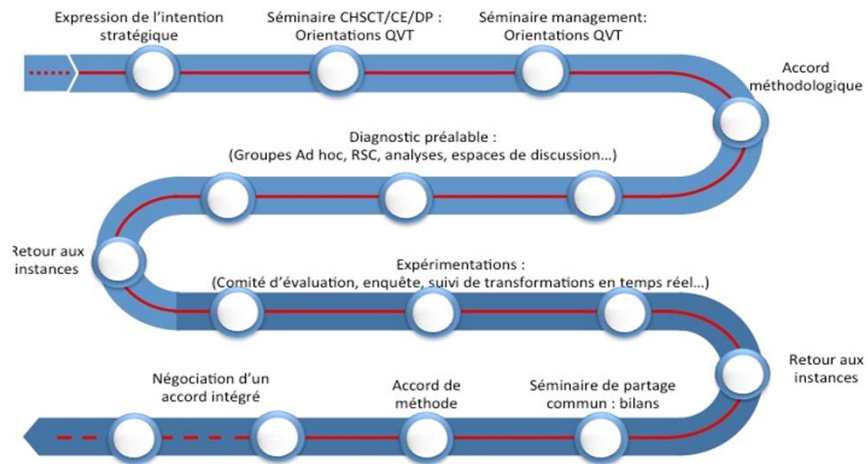 Expression de l'intention
stratégique
Séminaire CHSCT/CE/DP :
Orientations QVT
Séminaire management:
Orientations QVT
Accord
méthodologique
Diagnostic préalable :
(Groupes Ad hoc, RSC, analyses, espaces de discussion...)
Retour aux
instances
Expérimentations :
(Comité d'évaluation, enquête, suivi de transformations en temps réel...)
Retour aux
instances
Séminaire de partage
commun : bilans
Accord de
méthode
Négociation d'un
accord intégré